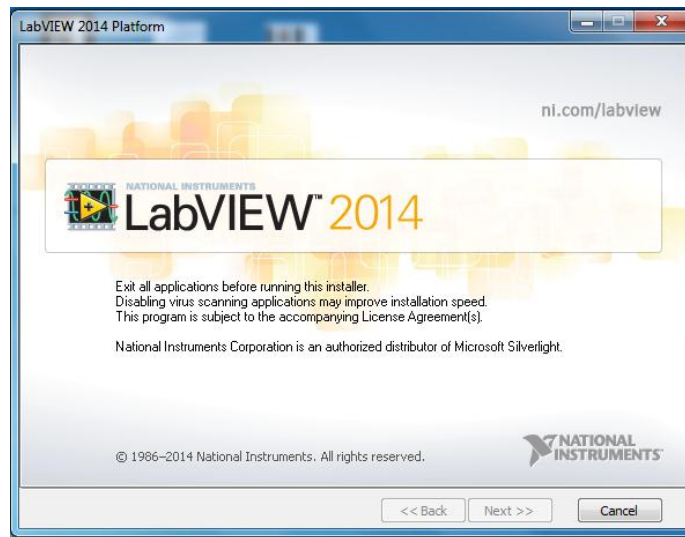 LabVIEW 2014 Platform
ni.com/labview
NATIONAL INSTRUMENTS
LabVIEW™ 2014
Exit all applications before running this installer.
Disabling virus scanning applications may improve installation speed.
This program is subject to the accompanying License Agreement(s).
National Instruments Corporation is an authorized distributor of Microsoft Silverlight.
© 1986–2014 National Instruments. All rights reserved.
NATIONAL
INSTRUMENTS
<< Back Next >> Cancel